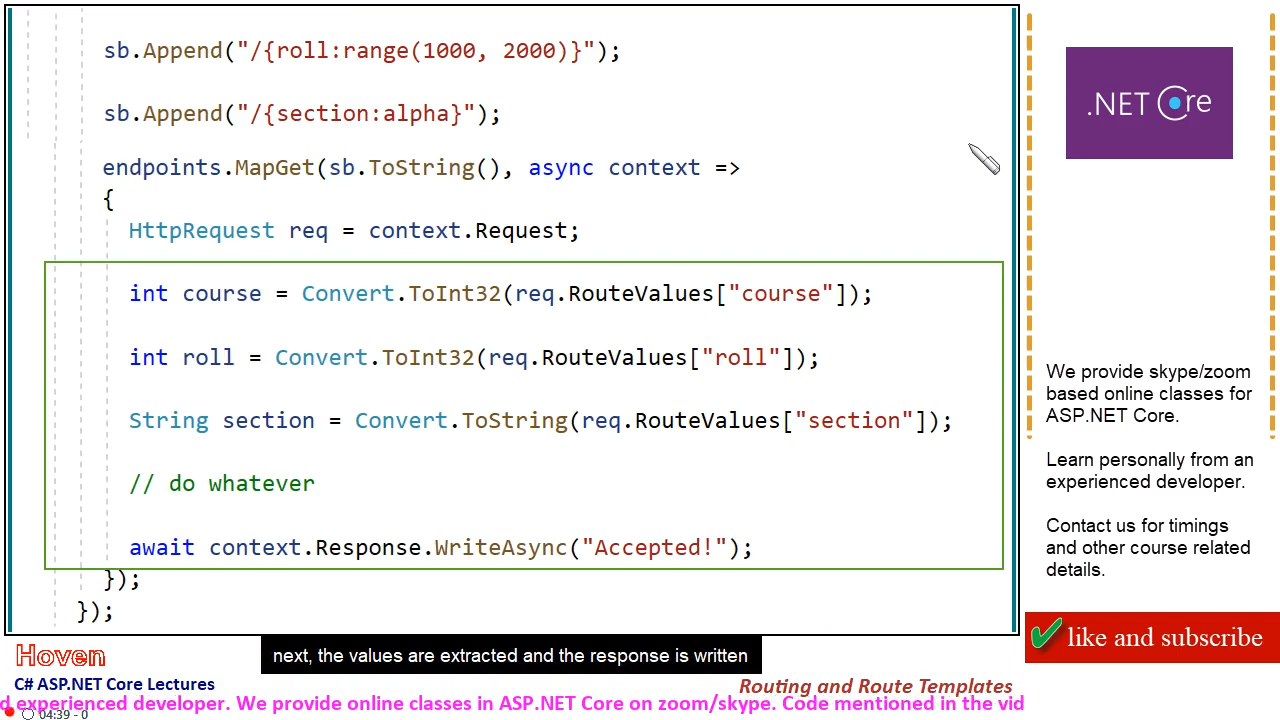 sb.Append("/{roll:range(1000, 2000)}");
sb.Append("/{section:alpha}");
endpoints.MapGet(sb.ToString(), async context =>
{
HttpRequest req = context.Request;
int course = Convert.ToInt32(req.RouteValues["course"]);
int roll = Convert.ToInt32(req.RouteValues["roll"]);
String section = Convert.ToString(req.RouteValues["section"]);
// do whatever
await context.Response.WriteAsync("Accepted!");
});
});
.NET Core
We provide skype/zoom
based online classes for
ASP.NET Core.
Learn personally from an
experienced developer.
Contact us for timings
and other course related
details.
like and subscribe
Hoven
next, the values are extracted and the response is written
C# ASP.NET Core Lectures
Routing and Route Templates
d experienced developer. We provide online classes in ASP.NET Core on zoom/skype. Code mentioned in the vid
04:39 - 0